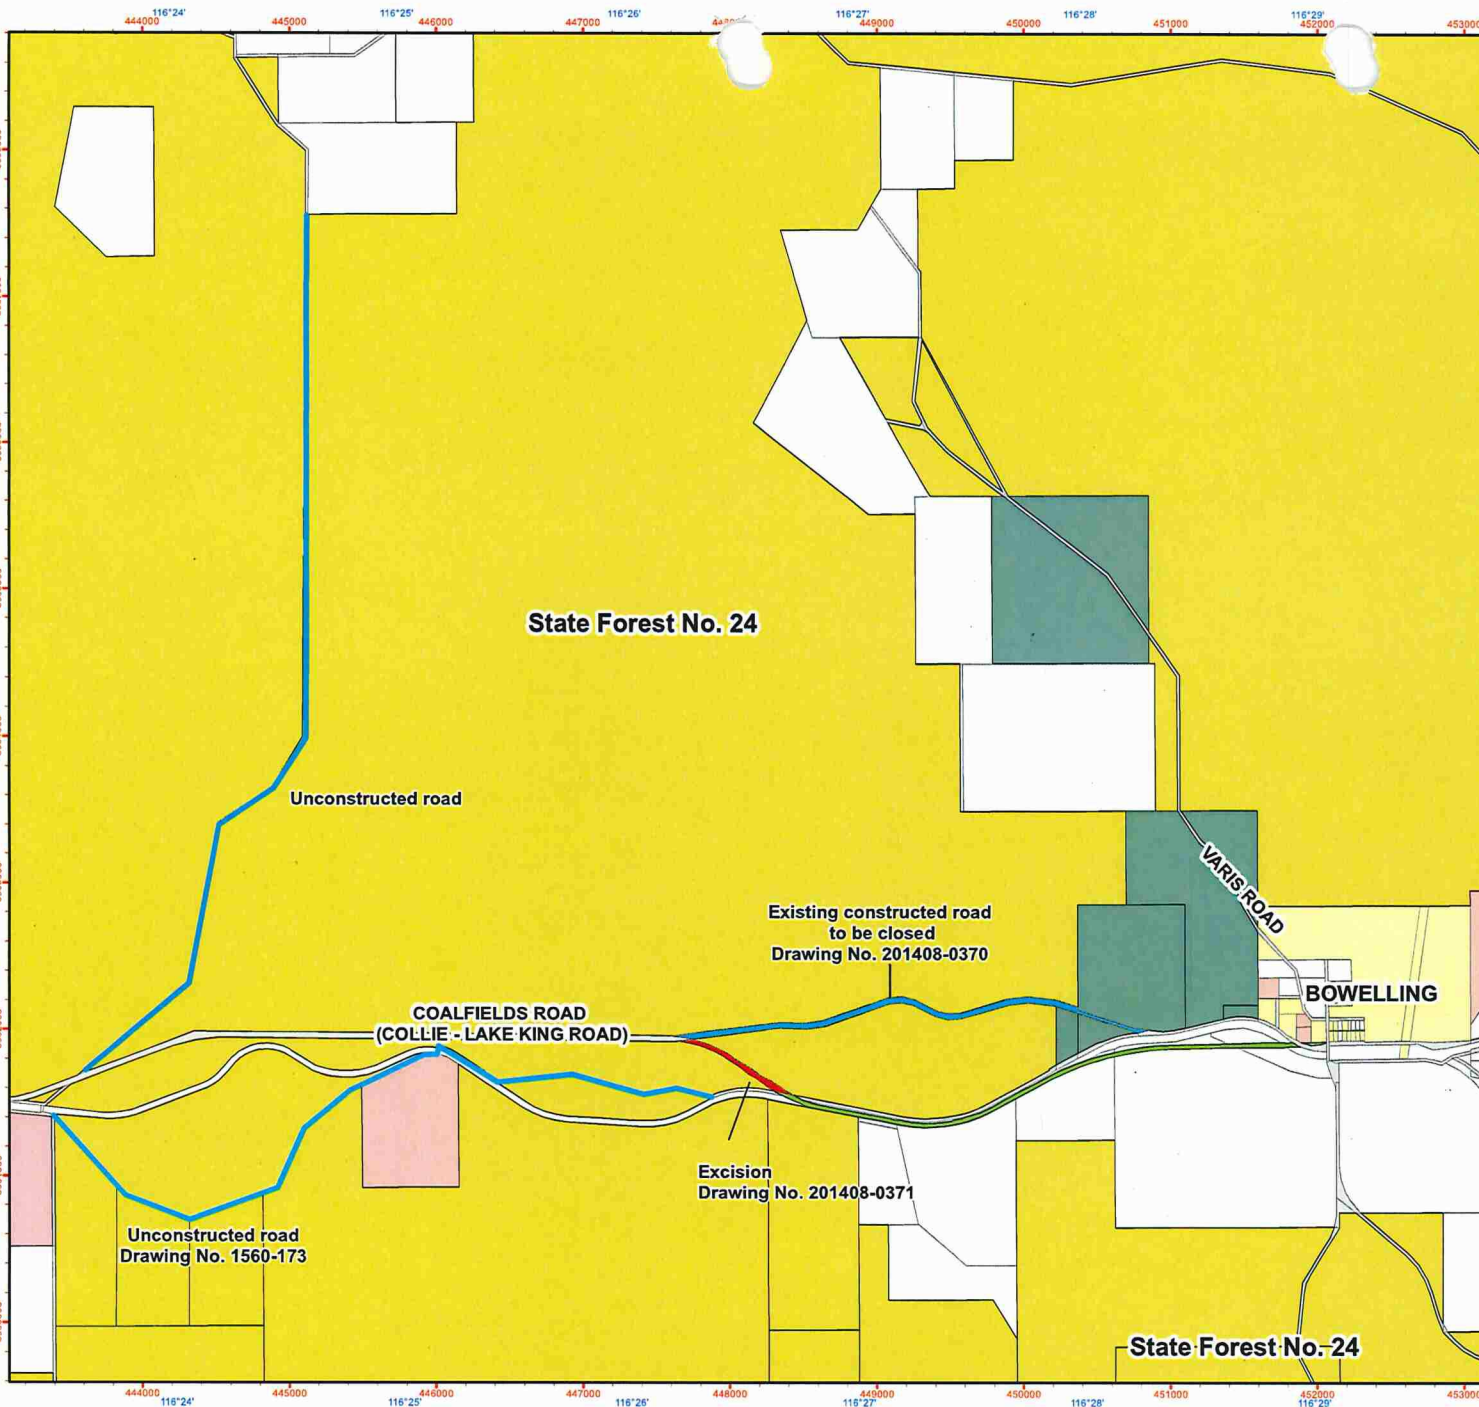 116°24' 116°25' 116°26' 116°27' 116°28' 116°29'
444000 445000 446000 447000 449000 450000 451000 452000 453000
State Forest No. 24
Unconstructed road
VARIS ROAD
Existing constructed road
to be closed
Drawing No. 201408-0370
BOWELLING
COALFIELDS ROAD
(COLLIE - LAKE KING ROAD)
Excision
Drawing No. 201408-0371
Unconstructed road
Drawing No. 1560-173
State Forest No. 24
444000 445000 446000 447000 448000 449000 450000 451000 452000 453000
116°24' 116°25' 116°26' 116°27' 116°28' 116°29'